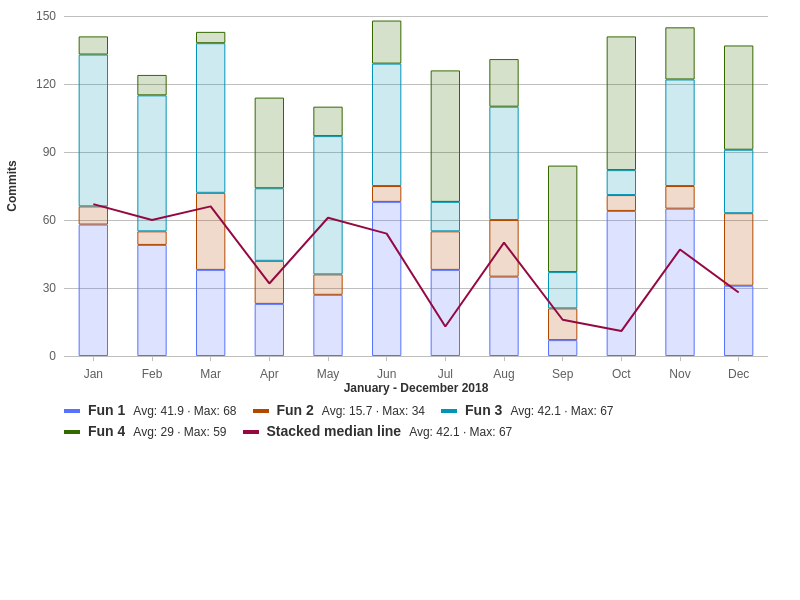 150
120
90
60
30
0
Commits
Jan Feb Mar Apr May Jun Jul Aug Sep Oct Nov Dec
January - December 2018
Fun 1 Avg: 41.9 · Max: 68 Fun 2 Avg: 15.7 · Max: 34 Fun 3 Avg: 42.1 · Max: 67
Fun 4 Avg: 29 · Max: 59 Stacked median line Avg: 42.1 · Max: 67